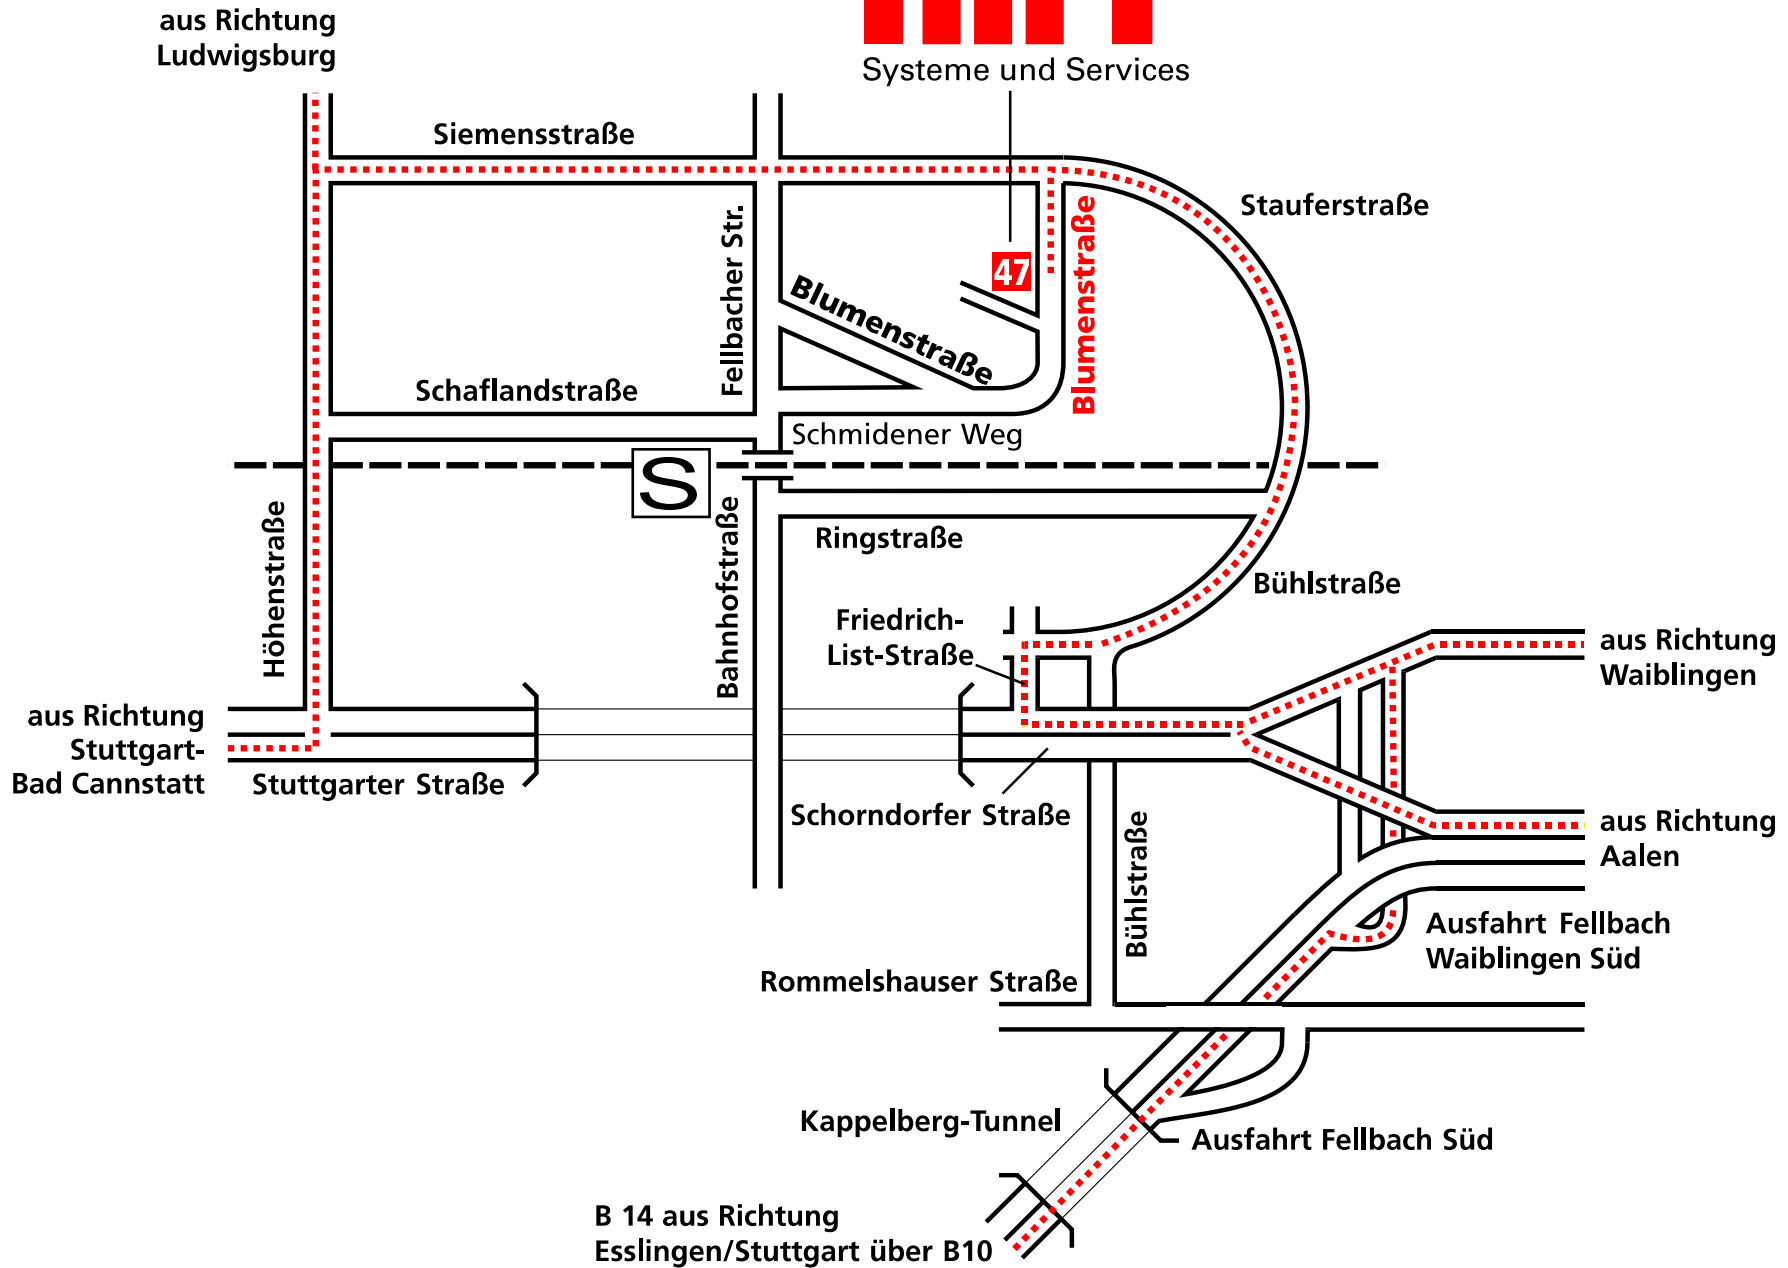 aus Richtung
Ludwigsburg
Systeme und Services
Siemensstraße
Stauferstraße
Fellbacher Str.
47
Blumenstraße
Blumenstraße
Schaflandstraße
Schmidener Weg
S
Höhenstraße
Bahnhofstraße
Ringstraße
Bühlstraße
Friedrich-
List-Straße
aus Richtung
Waiblingen
aus Richtung
Stuttgart-
Bad Cannstatt
Stuttgarter Straße
Schorndorfer Straße
Bühlstraße
aus Richtung
Aalen
Ausfahrt Fellbach
Waiblingen Süd
Rommelshauser Straße
Kappelberg-Tunnel
Ausfahrt Fellbach Süd
B 14 aus Richtung
Esslingen/Stuttgart über B10